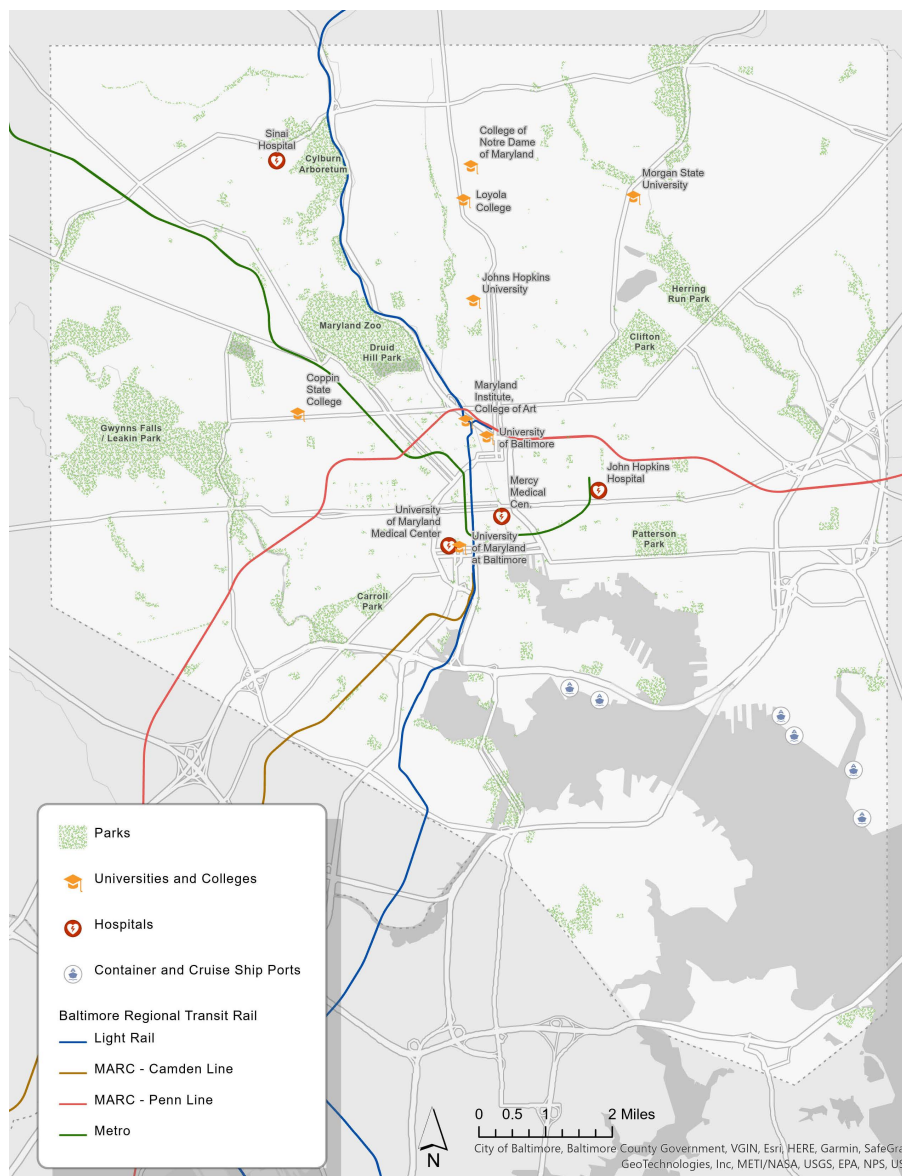 Sinai
Hospital
Cylburn
Arboretum
College of
Notre Dame
of Maryland
Loyola
College
Morgan State
University
Johns Hopkins
University
Herring
Run Park
Maryland Zoo
Druid
Hill Park
Clifton
Park
Coppin
State
College
Maryland
Institute,
College of Art
Gwynns Falls
/ Leakin Park
University
of Baltimore
John Hopkins
Hospital
Mercy
Medical
Cen.
University
of Maryland
Medical Center
University
of Maryland
at Baltimore
Patterson
Park
Carroll
Park
Parks
Universities and Colleges
Hospitals
Container and Cruise Ship Ports
Baltimore Regional Transit Rail
Light Rail
MARC - Camden Line
MARC - Penn Line
Metro
N
0 0.5 1 2 Miles
City of Baltimore, Baltimore County Government, VGIN, Esri, HERE, Garmin, SafeGra
GeoTechnologies, Inc, METI/NASA, USGS, EPA, NPS, US